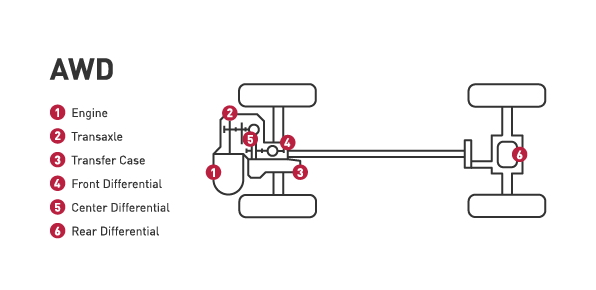 AWD
1 Engine
2 Transaxle
3 Transfer Case
4 Front Differential
5 Center Differential
6 Rear Differential
2
5
4
1
3
6